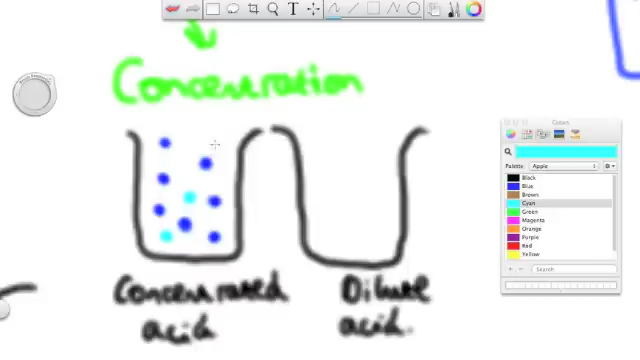 Concentration
Colors
Palette: Apple
Black
Blue
Brown
Cyan
Green
Magenta
Orange
Purple
Red
Yellow
Search
Concentrated Dilute
acid acid.